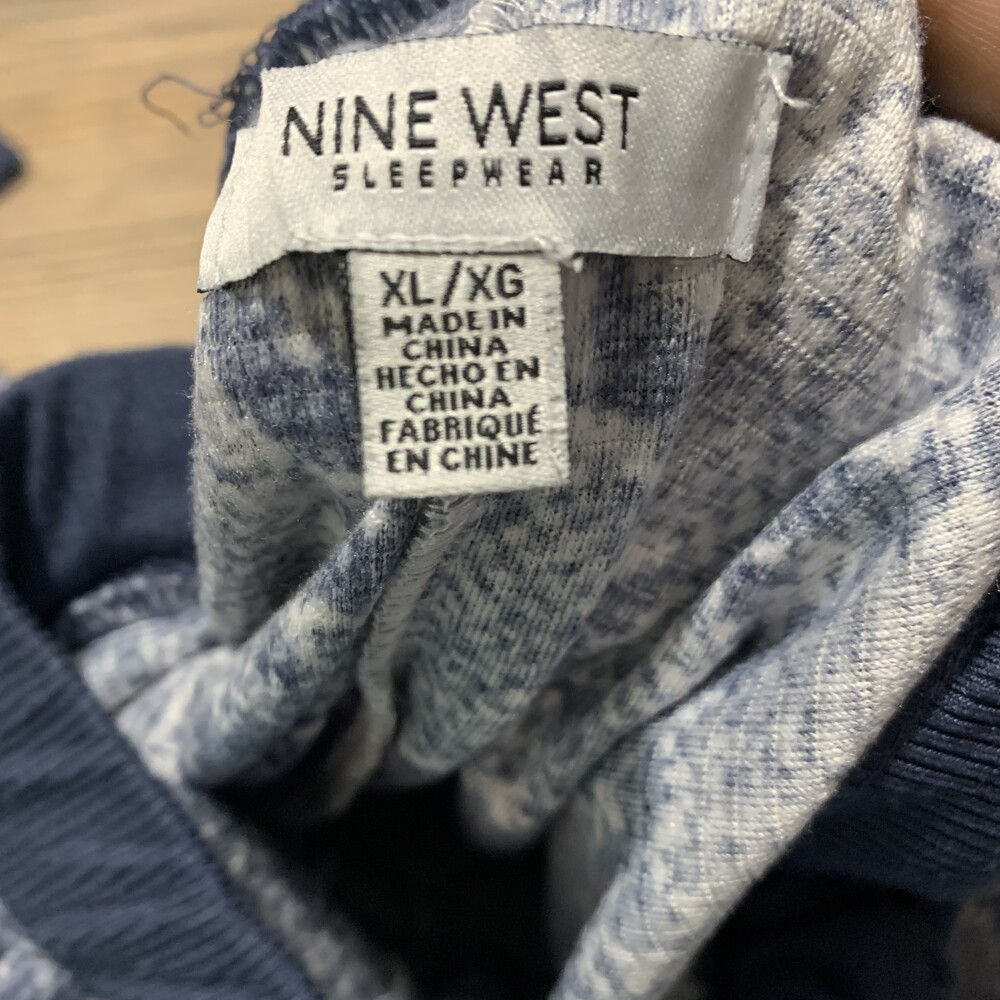 NINE WEST
SLEEPWEAR
XL/XG
MADE IN
CHINA
HECHO EN
CHINA
FABRIQUÉ
EN CHINE